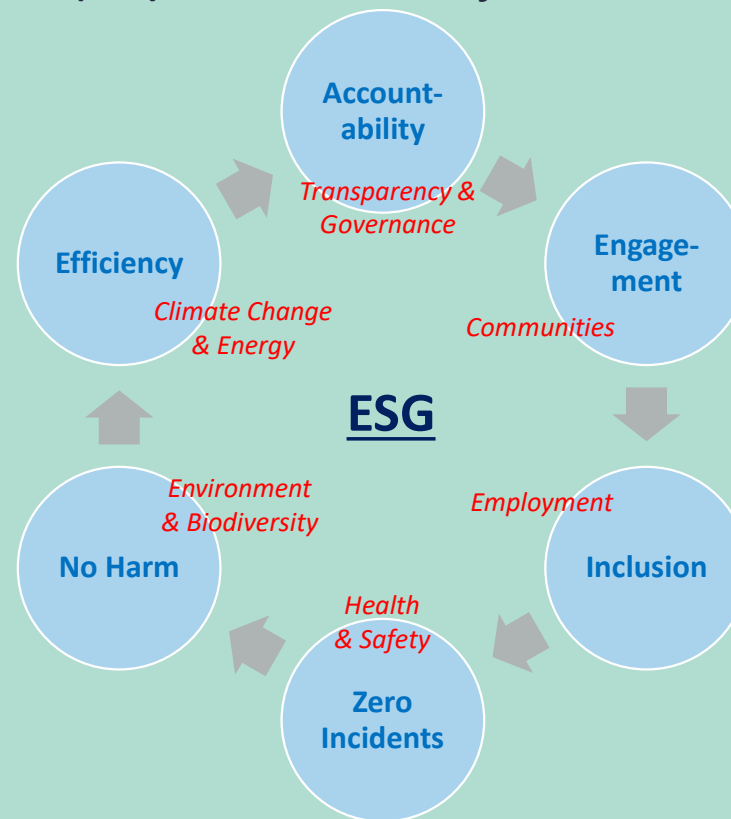 Account-
ability
Transparency &
Governance
Efficiency
Engage-
ment
Climate Change
& Energy
Communities
ESG
Environment
& Biodiversity
Employment
No Harm
Inclusion
Health
& Safety
Zero
Incidents